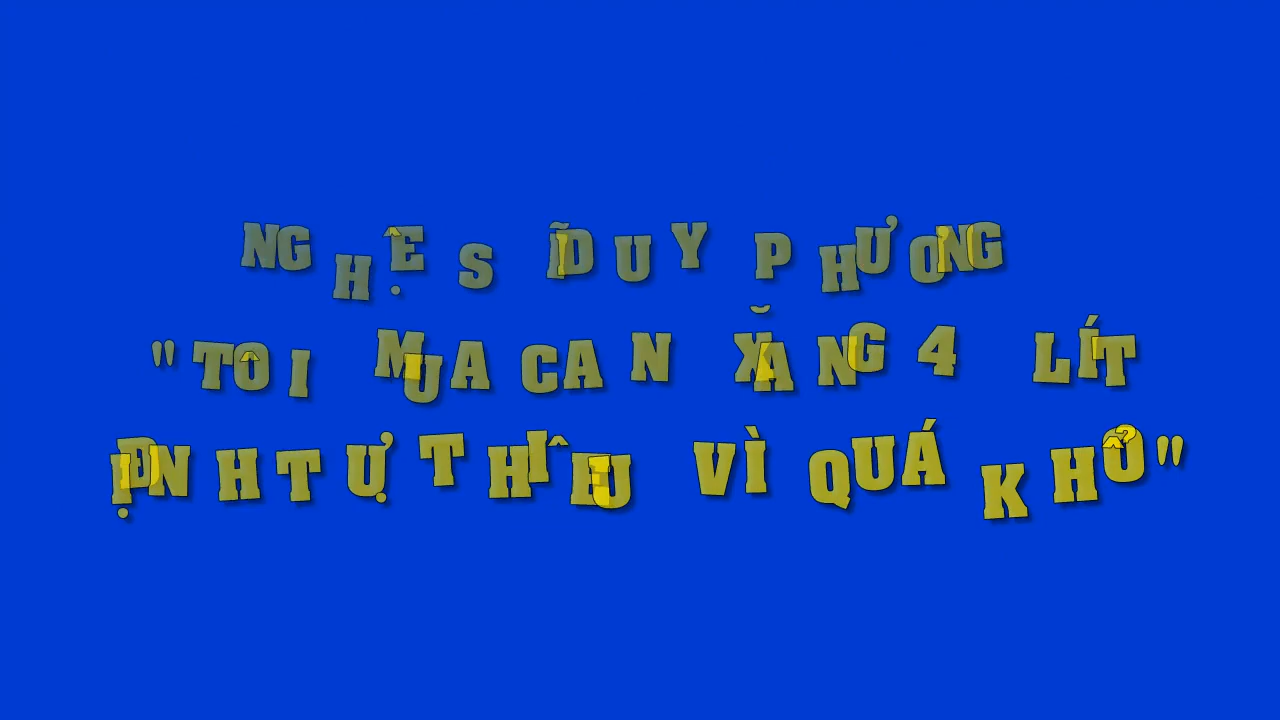 NGHỆ SĨ DUY PHƯƠNG
"TÔI MUA CAN XĂNG 4 LÍT
ĐỊNH TỰ THIÊU VÌ QUÁ KHỔ"